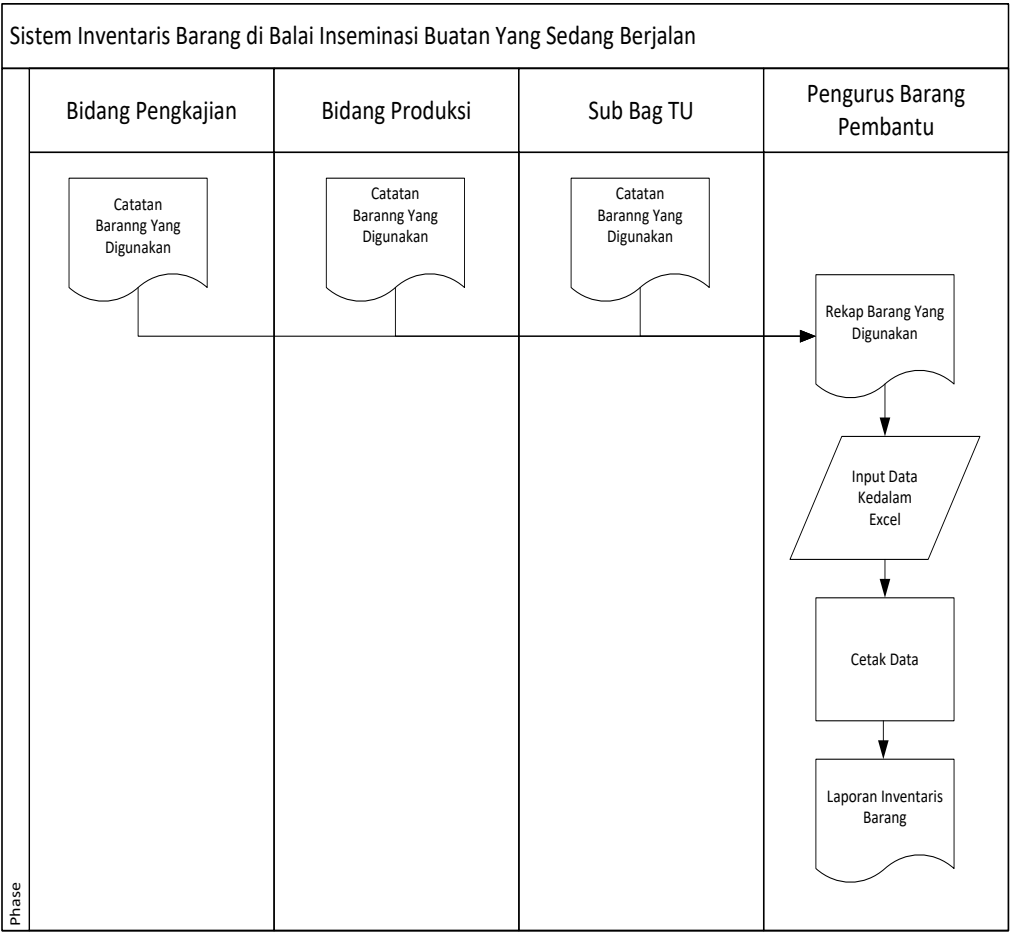 Sistem Inventaris Barang di Balai Inseminasi Buatan Yang Sedang Berjalan
Bidang Pengkajian
Bidang Produksi
Sub Bag TU
Pengurus Barang
Pembantu
Catatan
Baranng Yang
Digunakan
Catatan
Baranng Yang
Digunakan
Catatan
Baranng Yang
Digunakan
Rekap Barang Yang
Digunakan
Input Data
Kedalam
Excel
Cetak Data
Laporan Inventaris
Barang
Phase